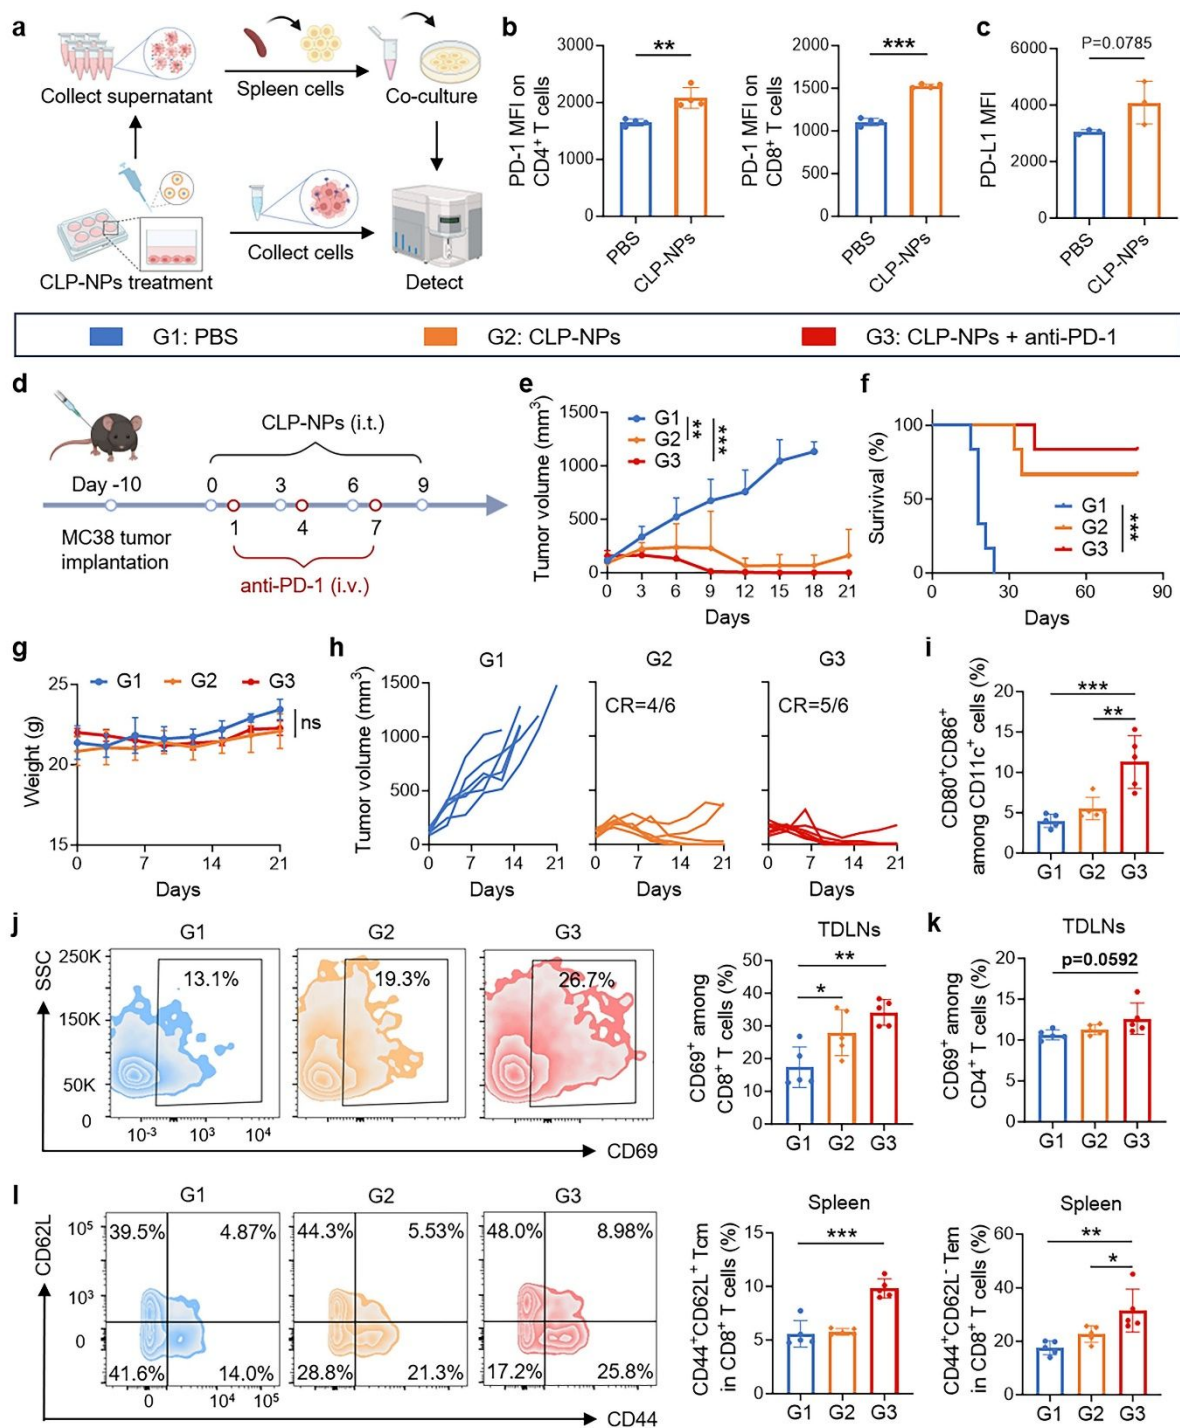 a
Collect supernatant
Spleen cells
Co-culture
CLP-NPs treatment
Collect cells
Detect
b
PD-1 MFI on
CD4⁺ T cells
3000
2000
1000
0
**
PBS
CLP-NPs
PD-1 MFI on
CD8⁺ T cells
2000
1500
1000
500
0
***
PBS
CLP-NPs
c
PD-L1 MFI
6000
4000
2000
0
P=0.0785
PBS
CLP-NPs
G1: PBS
G2: CLP-NPs
G3: CLP-NPs + anti-PD-1
d
CLP-NPs (i.t.)
Day -10
0
3
6
9
MC38 tumor
implantation
1
4
7
anti-PD-1 (i.v.)
e
Tumor volume (mm³)
1500
1000
500
0
G1
G2
G3
**
***
0 3 6 9 12 15 18 21
Days
f
Surivival (%)
100
50
0
G1
G2
G3
***
0 30 60 90
Days
g
G1 G2 G3
Weight (g)
25
20
15
ns
0 7 14 21
Days
h
G1
Tumor volume (mm³)
1500
1000
500
0
0 7 14 21
Days
G2
CR=4/6
0 7 14 21
Days
G3
CR=5/6
0 7 14 21
Days
i
CD80⁺CD86⁺
among CD11c⁺ cells (%)
20
15
10
5
0
***
**
G1 G2 G3
j
G1
G2
G3
SSC
250K
150K
50K
0
13.1%
19.3%
26.7%
10-3 10³ 10⁴
CD69
TDLNs
CD69⁺ among
CD8⁺ T cells (%)
50
40
30
20
10
0
**
*
G1 G2 G3
k
TDLNs
CD69⁺ among
CD4⁺ T cells (%)
20
15
10
5
0
p=0.0592
G1 G2 G3
l
G1
G2
G3
CD62L
10⁵
10³
0
39.5% 4.87%
41.6% 14.0%
44.3% 5.53%
28.8% 21.3%
48.0% 8.98%
17.2% 25.8%
0 10⁴ 10⁵
CD44
Spleen
CD44⁺CD62L⁺ Tcm
in CD8⁺ T cells (%)
15
10
5
0
***
G1 G2 G3
Spleen
CD44⁺CD62L⁻ Tem
in CD8⁺ T cells (%)
60
40
20
0
**
*
G1 G2 G3